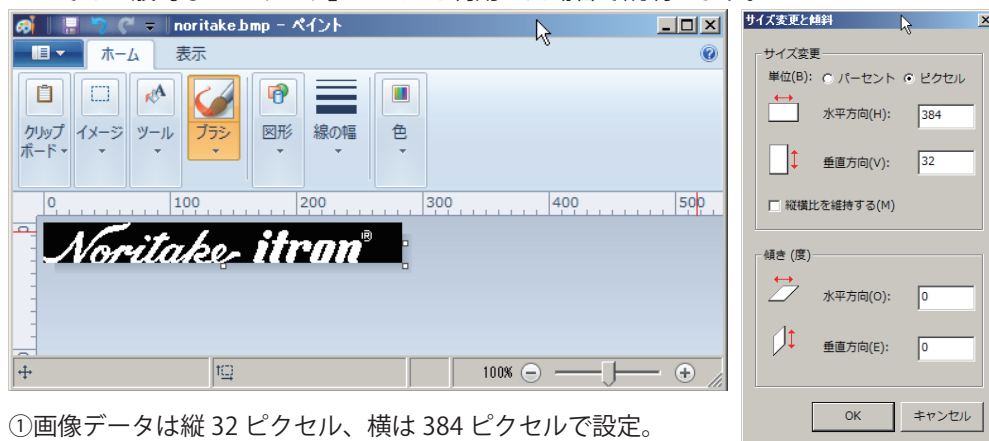 noritake.bmp - ペイント
ホーム 表示
クリップボード イメージ ツール ブラシ 図形 線の幅 色
0 100 200 300 400 500
Noritake itron®
100%
サイズ変更と傾斜
サイズ変更
単位(B): パーセント ピクセル
水平方向(H): 384
垂直方向(V): 32
縦横比を維持する(M)
傾き (度)
水平方向(O): 0
垂直方向(E): 0
OK キャンセル
①画像データは縦 32 ピクセル、横は 384 ピクセルで設定。